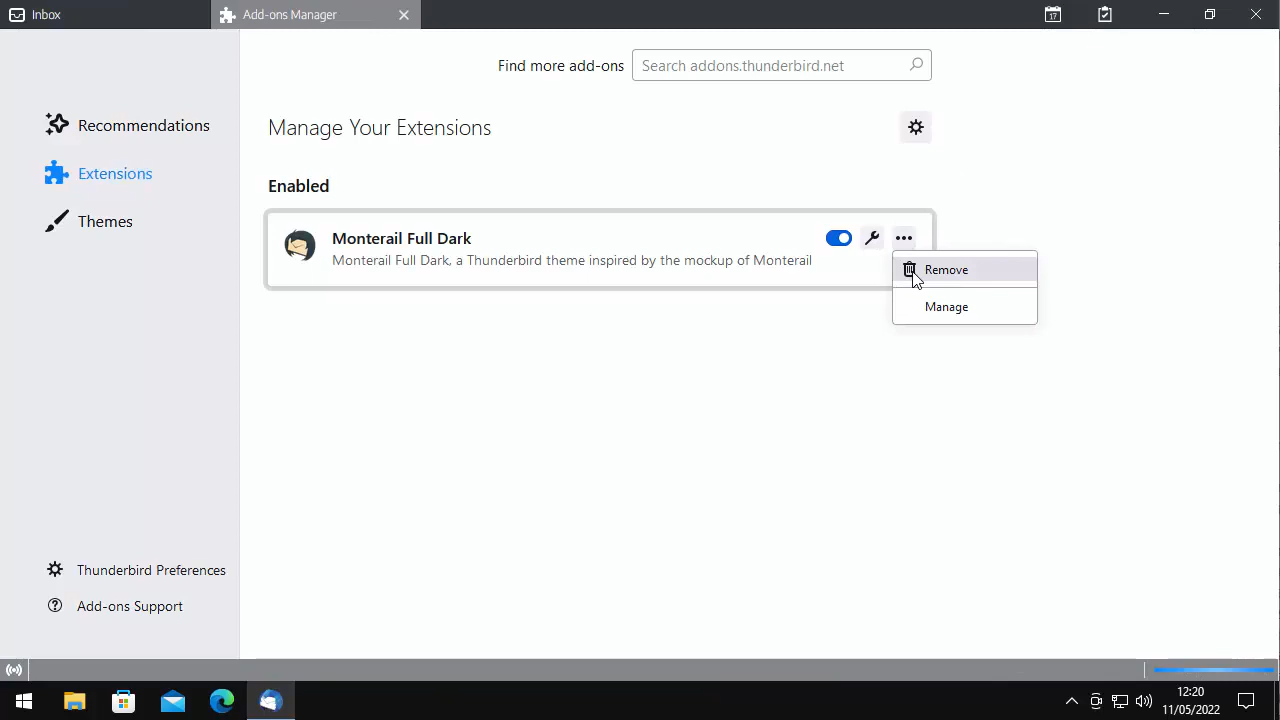 Inbox
Add-ons Manager
17
Find more add-ons
Search addons.thunderbird.net
Recommendations
Extensions
Themes
Manage Your Extensions
Enabled
Monterail Full Dark
Monterail Full Dark, a Thunderbird theme inspired by the mockup of Monterail
Remove
Manage
Thunderbird Preferences
Add-ons Support
12:20
11/05/2022